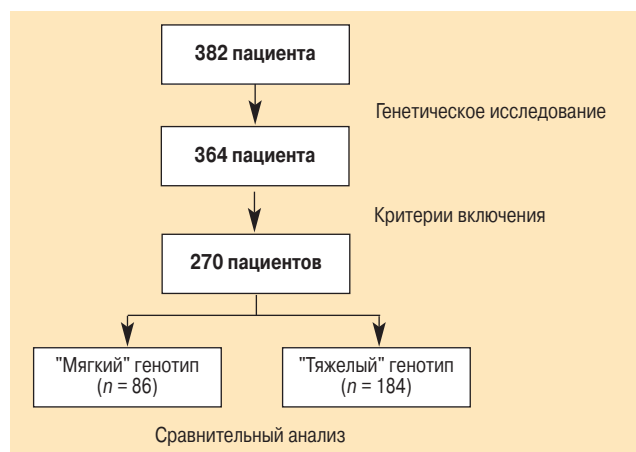 382 пациента
Генетическое исследование
364 пациента
Критерии включения
270 пациентов
"Мягкий" генотип
(n = 86)
"Тяжелый" генотип
(n = 184)
Сравнительный анализ